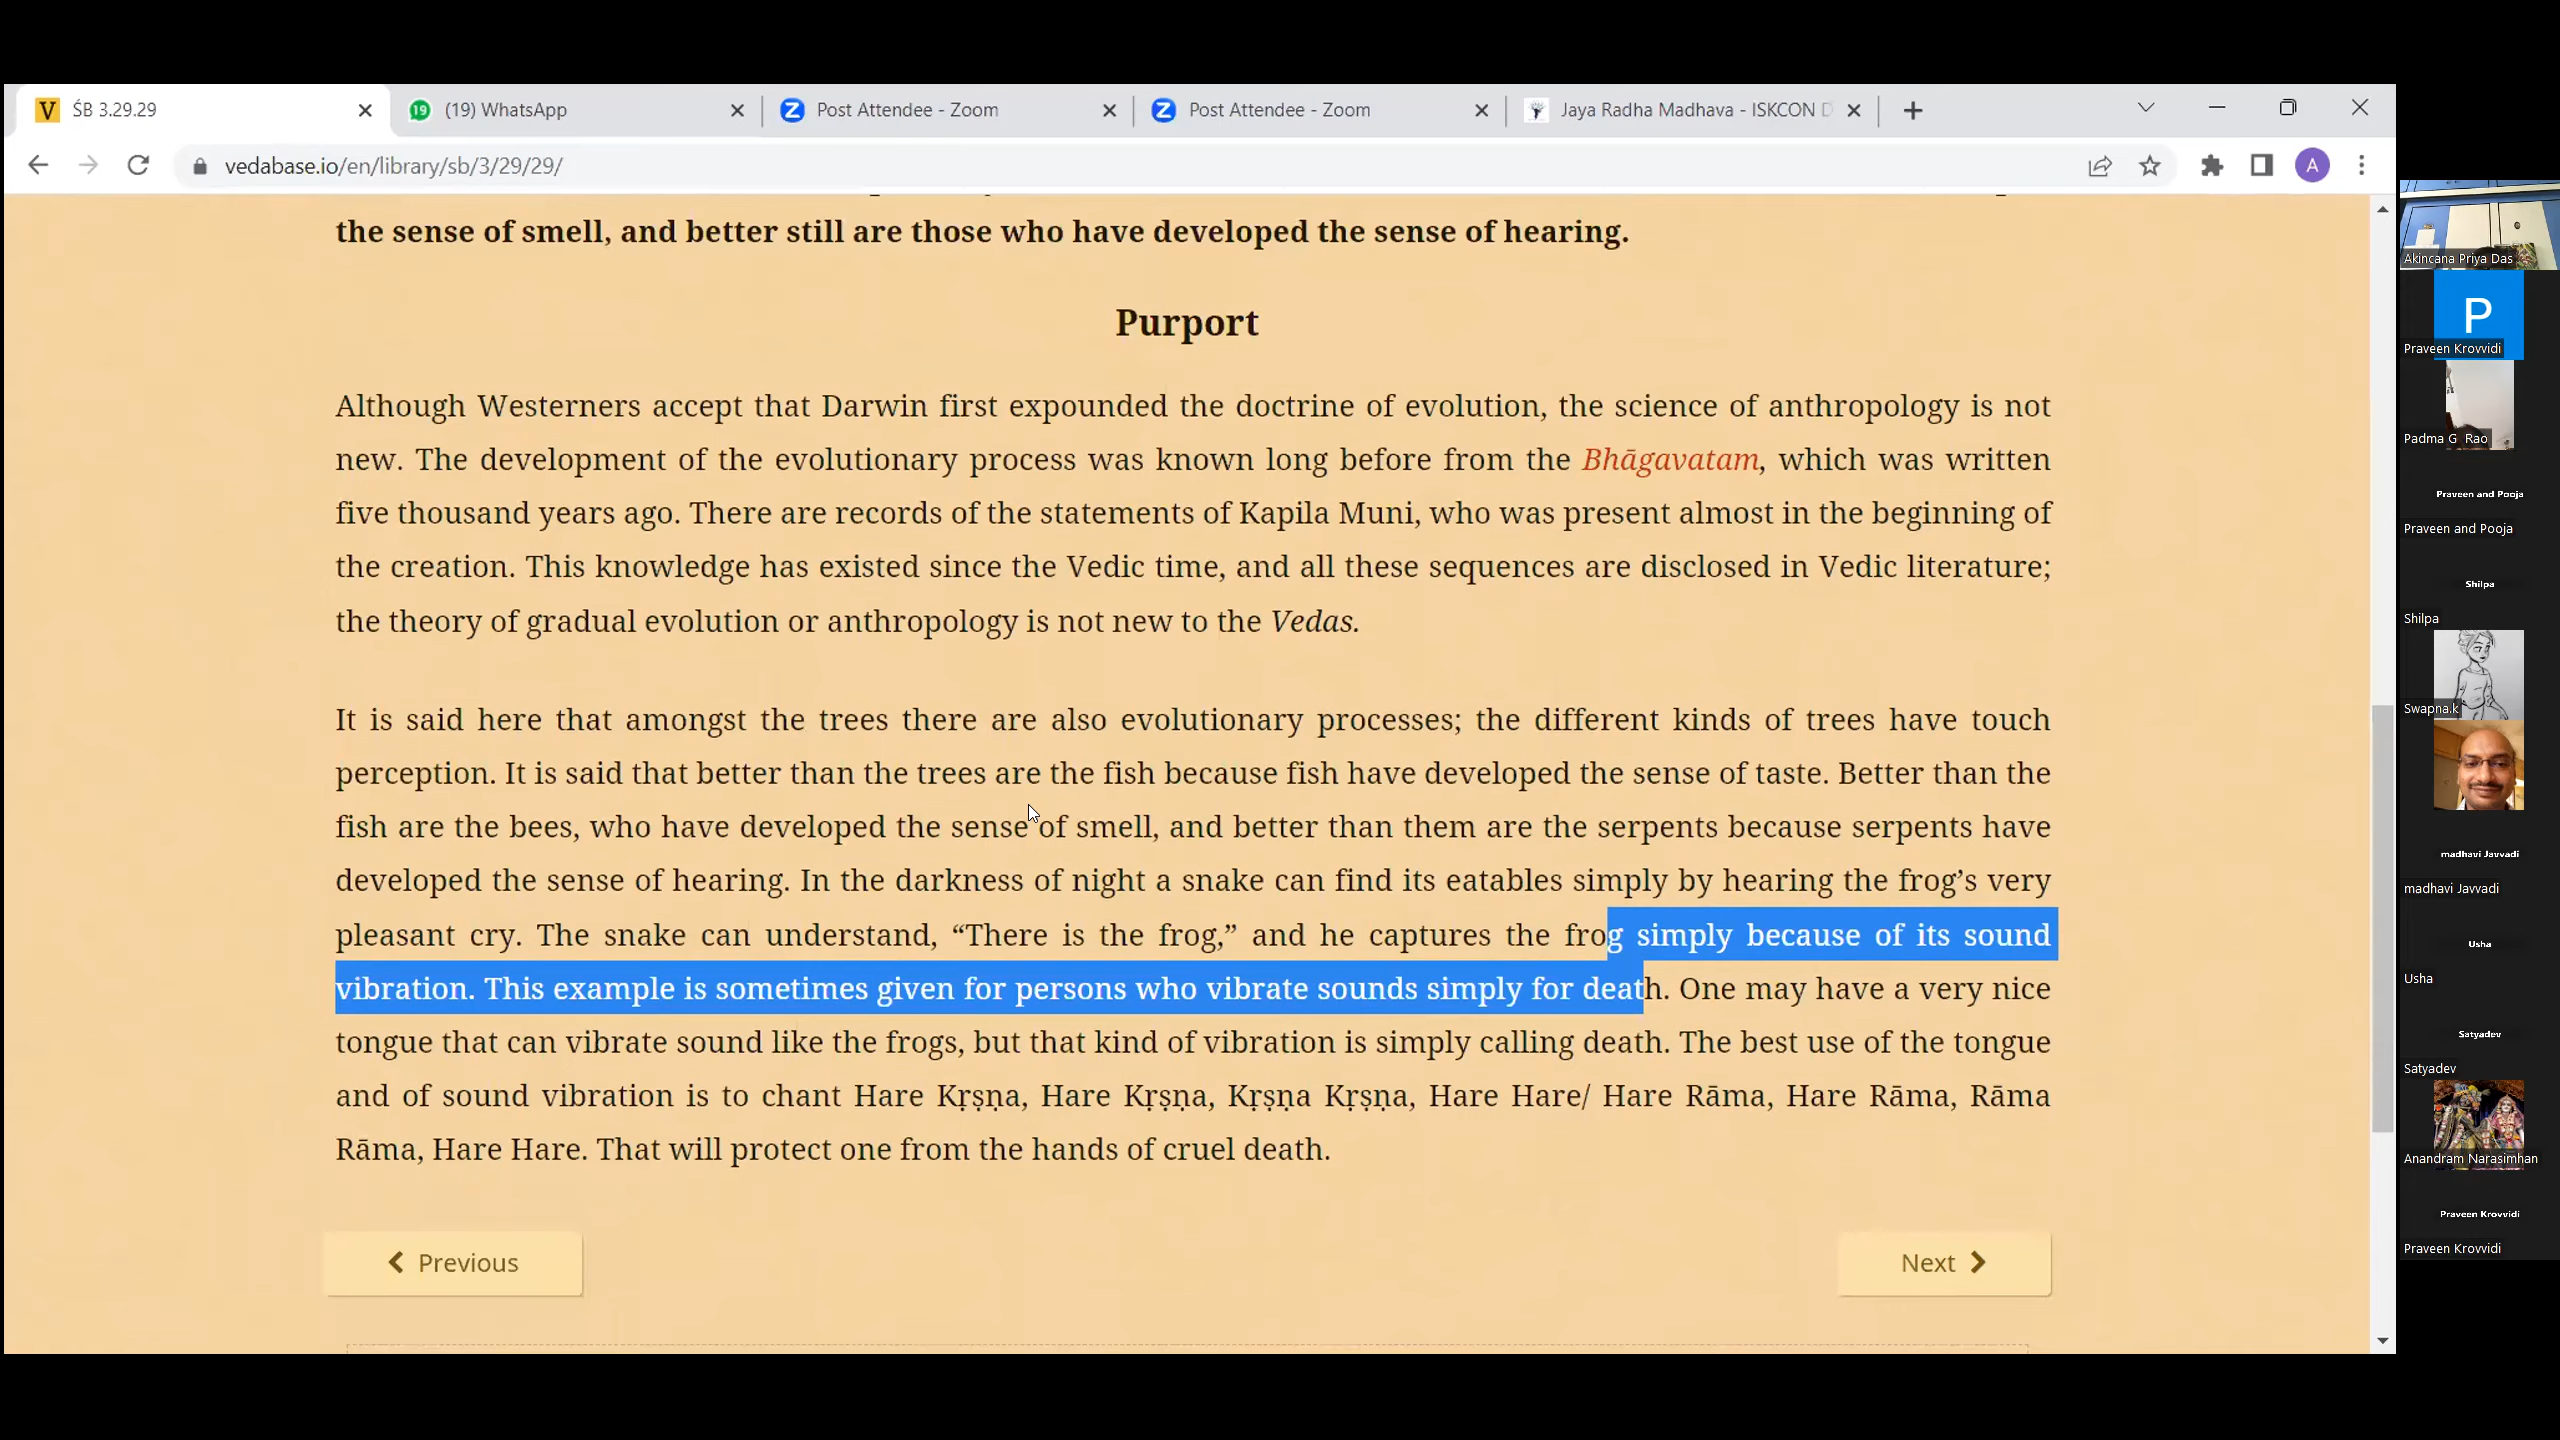 ŚB 3.29.29
(19) WhatsApp
Post Attendee - Zoom
Post Attendee - Zoom
Jaya Radha Madhava - ISKCON D
vedabase.io/en/library/sb/3/29/29/
A
the sense of smell, and better still are those who have developed the sense of hearing.
Purport
Although Westerners accept that Darwin first expounded the doctrine of evolution, the science of anthropology is not
new. The development of the evolutionary process was known long before from the Bhāgavatam, which was written
five thousand years ago. There are records of the statements of Kapila Muni, who was present almost in the beginning of
the creation. This knowledge has existed since the Vedic time, and all these sequences are disclosed in Vedic literature;
the theory of gradual evolution or anthropology is not new to the Vedas.
It is said here that amongst the trees there are also evolutionary processes; the different kinds of trees have touch
perception. It is said that better than the trees are the fish because fish have developed the sense of taste. Better than the
fish are the bees, who have developed the sense of smell, and better than them are the serpents because serpents have
developed the sense of hearing. In the darkness of night a snake can find its eatables simply by hearing the frog’s very
pleasant cry. The snake can understand, “There is the frog,” and he captures the frog simply because of its sound
vibration. This example is sometimes given for persons who vibrate sounds simply for death. One may have a very nice
tongue that can vibrate sound like the frogs, but that kind of vibration is simply calling death. The best use of the tongue
and of sound vibration is to chant Hare Kṛṣṇa, Hare Kṛṣṇa, Kṛṣṇa Kṛṣṇa, Hare Hare/ Hare Rāma, Hare Rāma, Rāma
Rāma, Hare Hare. That will protect one from the hands of cruel death.
Previous
Next
Akincana Priya Das
P
Praveen Krovvidi
Padma G Rao
Praveen and Pooja
Praveen and Pooja
Shilpa
Shilpa
Swapna.k
madhavi Javvadi
madhavi Javvadi
Usha
Usha
Satyadev
Satyadev
Anandram Narasimhan
Praveen Krovvidi
Praveen Krovvidi